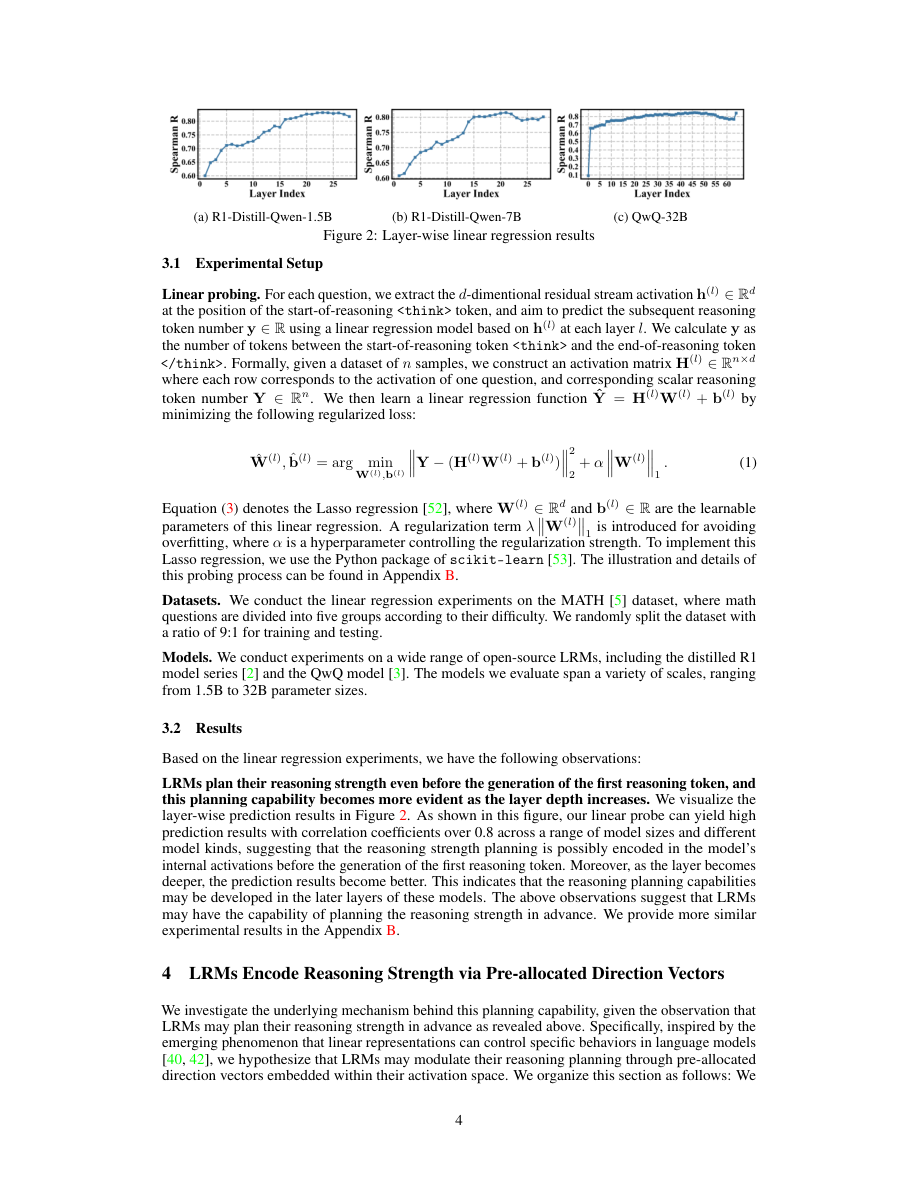 Spearman R
0.80
0.75
0.70
0.65
0.60
0 5 10 15 20 25
Layer Index
Spearman R
0.80
0.75
0.70
0.65
0.60
0 5 10 15 20 25
Layer Index
Spearman R
0.8
0.7
0.6
0.5
0.4
0.3
0.2
0.1
0 5 10 15 20 25 30 35 40 45 50 55 60
Layer Index
(a) R1-Distill-Qwen-1.5B
(b) R1-Distill-Qwen-7B
(c) QwQ-32B
Figure 2: Layer-wise linear regression results
3.1 Experimental Setup
Linear probing. For each question, we extract the d-dimentional residual stream activation h^(l) ∈ ℝ^d
at the position of the start-of-reasoning <think> token, and aim to predict the subsequent reasoning
token number y ∈ ℝ using a linear regression model based on h^(l) at each layer l. We calculate y as
the number of tokens between the start-of-reasoning token <think> and the end-of-reasoning token
</think>. Formally, given a dataset of n samples, we construct an activation matrix H^(l) ∈ ℝ^{n×d}
where each row corresponds to the activation of one question, and corresponding scalar reasoning
token number Y ∈ ℝ^n. We then learn a linear regression function Ŷ = H^(l)W^(l) + b^(l) by
minimizing the following regularized loss:
Ŵ^(l), b̂^(l) = arg min_{W^(l),b^(l)} ‖Y − (H^(l)W^(l) + b^(l))‖_2^2 + α ‖W^(l)‖_1 . (1)
Equation (3) denotes the Lasso regression [52], where W^(l) ∈ ℝ^d and b^(l) ∈ ℝ are the learnable
parameters of this linear regression. A regularization term λ ‖W^(l)‖_1 is introduced for avoiding
overfitting, where α is a hyperparameter controlling the regularization strength. To implement this
Lasso regression, we use the Python package of scikit-learn [53]. The illustration and details of
this probing process can be found in Appendix B.
Datasets. We conduct the linear regression experiments on the MATH [5] dataset, where math
questions are divided into five groups according to their difficulty. We randomly split the dataset with
a ratio of 9:1 for training and testing.
Models. We conduct experiments on a wide range of open-source LRMs, including the distilled R1
model series [2] and the QwQ model [3]. The models we evaluate span a variety of scales, ranging
from 1.5B to 32B parameter sizes.
3.2 Results
Based on the linear regression experiments, we have the following observations:
LRMs plan their reasoning strength even before the generation of the first reasoning token, and
this planning capability becomes more evident as the layer depth increases. We visualize the
layer-wise prediction results in Figure 2. As shown in this figure, our linear probe can yield high
prediction results with correlation coefficients over 0.8 across a range of model sizes and different
model kinds, suggesting that the reasoning strength planning is possibly encoded in the model's
internal activations before the generation of the first reasoning token. Moreover, as the layer becomes
deeper, the prediction results become better. This indicates that the reasoning planning capabilities
may be developed in the later layers of these models. The above observations suggest that LRMs
may have the capability of planning the reasoning strength in advance. We provide more similar
experimental results in the Appendix B.
4 LRMs Encode Reasoning Strength via Pre-allocated Direction Vectors
We investigate the underlying mechanism behind this planning capability, given the observation that
LRMs may plan their reasoning strength in advance as revealed above. Specifically, inspired by the
emerging phenomenon that linear representations can control specific behaviors in language models
[40, 42], we hypothesize that LRMs may modulate their reasoning planning through pre-allocated
direction vectors embedded within their activation space. We organize this section as follows: We
4